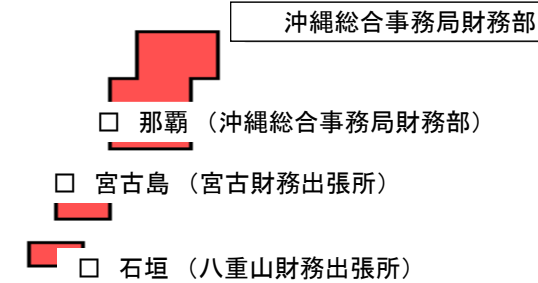 沖縄総合事務局財務部
□ 那覇 （沖縄総合事務局財務部）
□ 宮古島 （宮古財務出張所）
□ 石垣 （八重山財務出張所）